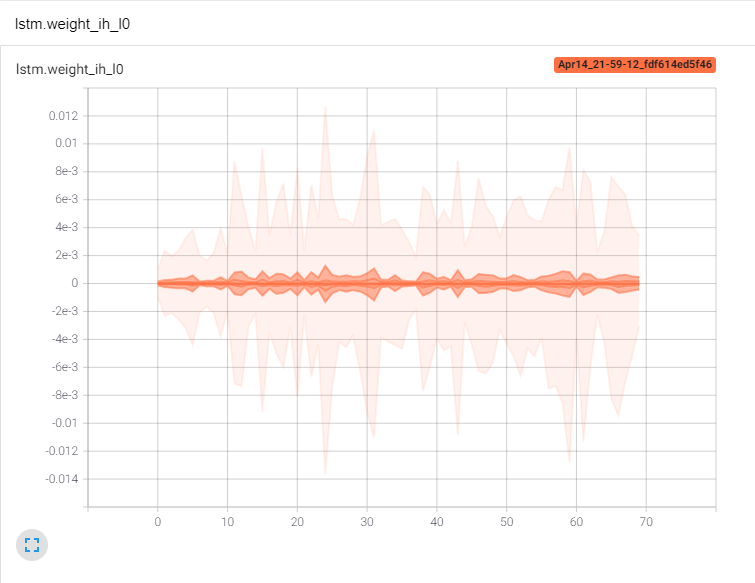 lstm.weight_ih_l0
lstm.weight_ih_l0
Apr14_21-59-12_fdf614ed5f46
0.012
0.01
8e-3
6e-3
4e-3
2e-3
0
-2e-3
-4e-3
-6e-3
-8e-3
-0.01
-0.012
-0.014
0 10 20 30 40 50 60 70